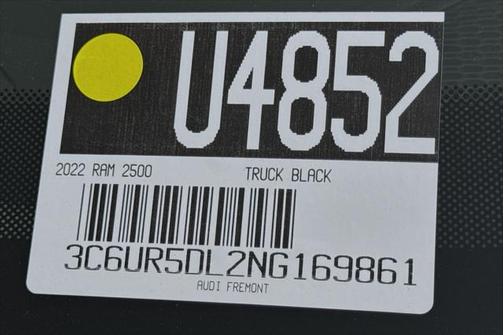 U4852
2022 RAM 2500 TRUCK BLACK
3C6UR5DL2NG169861
AUDI FREMONT